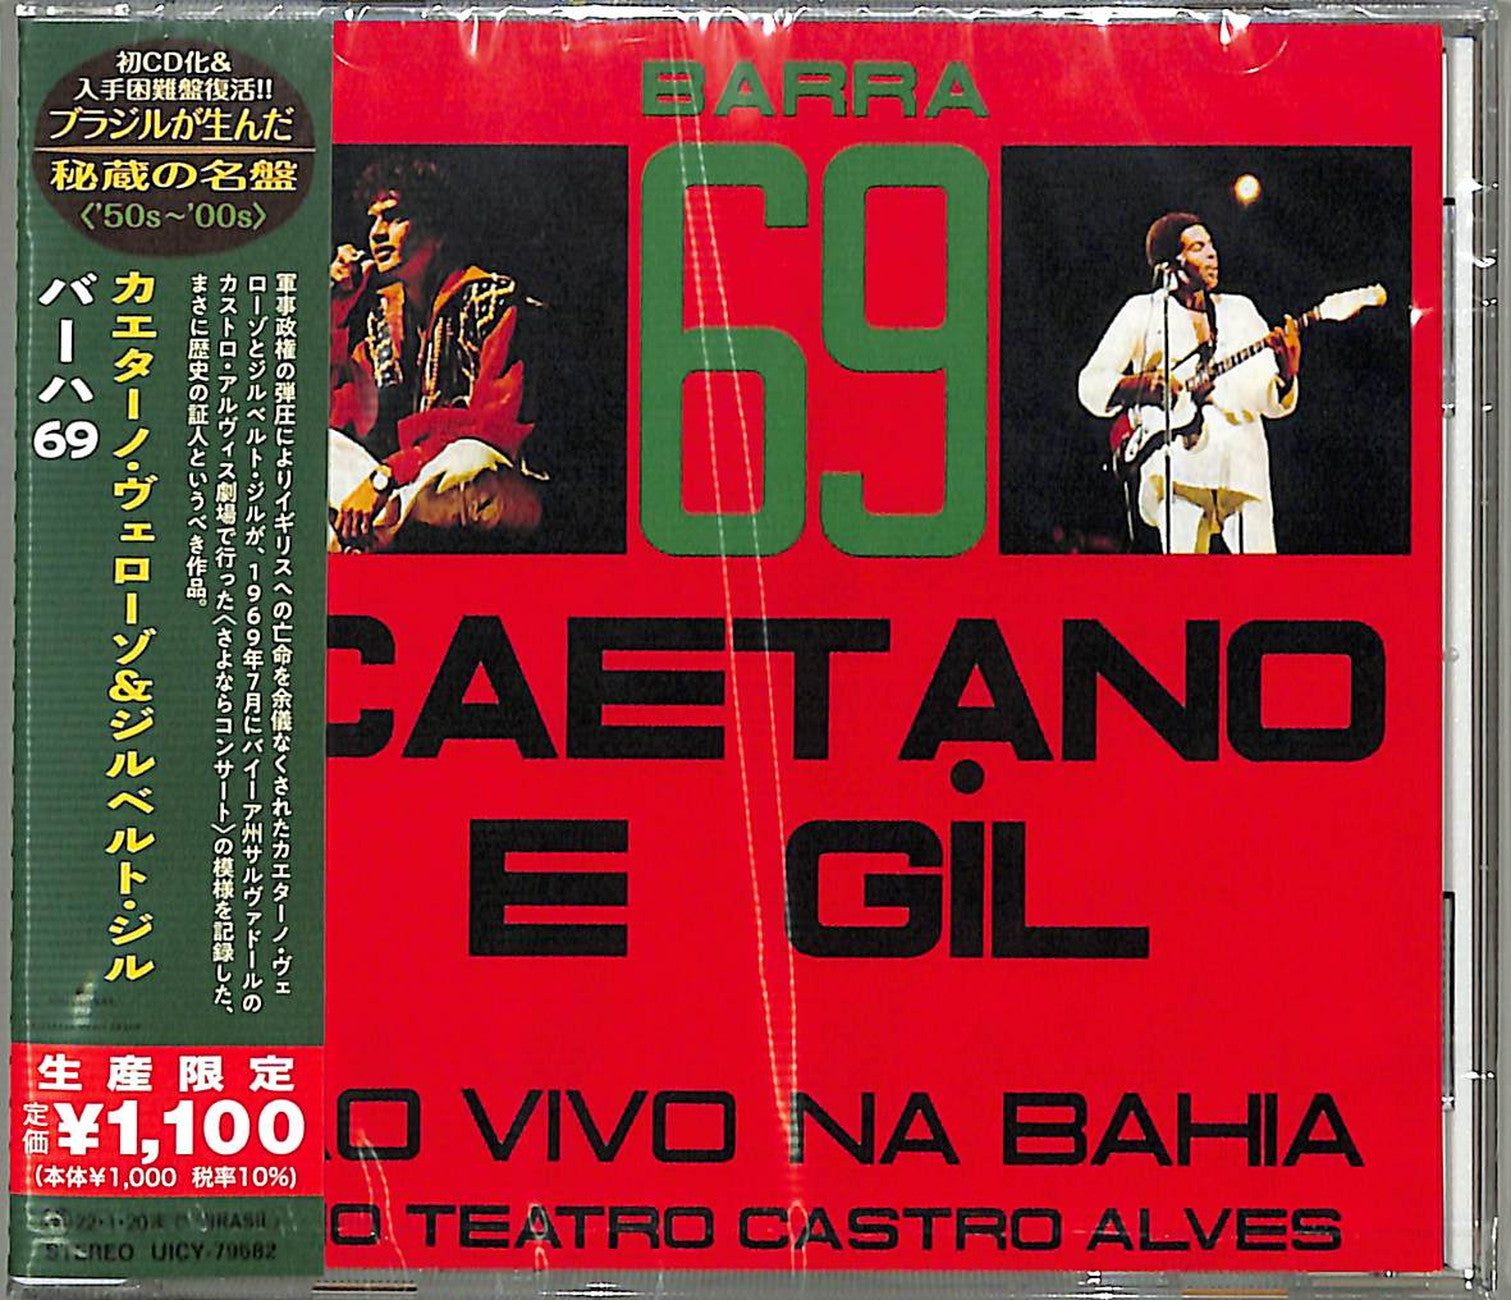 初CD化&
入手困難盤復活!!
ブラジルが生んだ
秘蔵の名盤
〈'50s～'00s〉
軍事政権の弾圧によりイギリスへの亡命を余儀なくされたカエターノ・ヴェ
ローゾとジルベルト・ジルが、1969年7月にバイーア州サルヴァドールの
カストロ・アルヴィス劇場で行った〈さよならコンサート〉の模様を記録した、
まさに歴史の証人というべき作品。
カエターノ・ヴェローゾ&ジルベルト・ジル
バーハ69
生産限定
定価 ¥1,100
(本体¥1,000 税率10%)
STEREO UICY-79682
BARRA
69
CAETANO
E GIL
AO VIVO NA BAHIA
TEATRO CASTRO ALVES